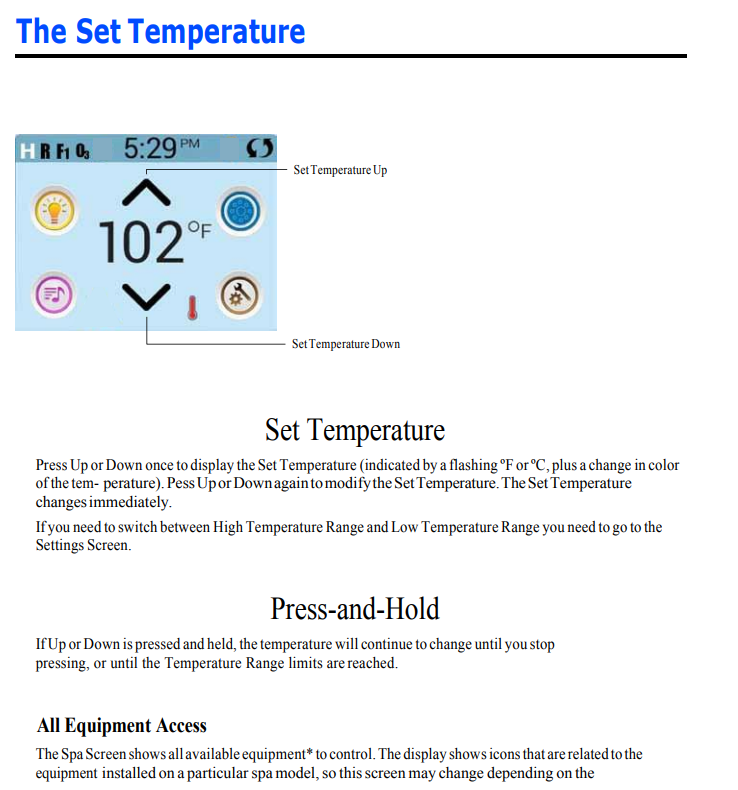 The Set Temperature
H R F1 O3 5:29 PM
Set Temperature Up
102 °F
Set Temperature Down
Set Temperature
Press Up or Down once to display the Set Temperature (indicated by a flashing ºF or ºC, plus a change in color
of the tem- perature). Pess Up or Down again to modify the Set Temperature. The Set Temperature
changes immediately.
If you need to switch between High Temperature Range and Low Temperature Range you need to go to the
Settings Screen.
Press-and-Hold
If Up or Down is pressed and held, the temperature will continue to change until you stop
pressing, or until the Temperature Range limits are reached.
All Equipment Access
The Spa Screen shows all available equipment* to control. The display shows icons that are related to the
equipment installed on a particular spa model, so this screen may change depending on the